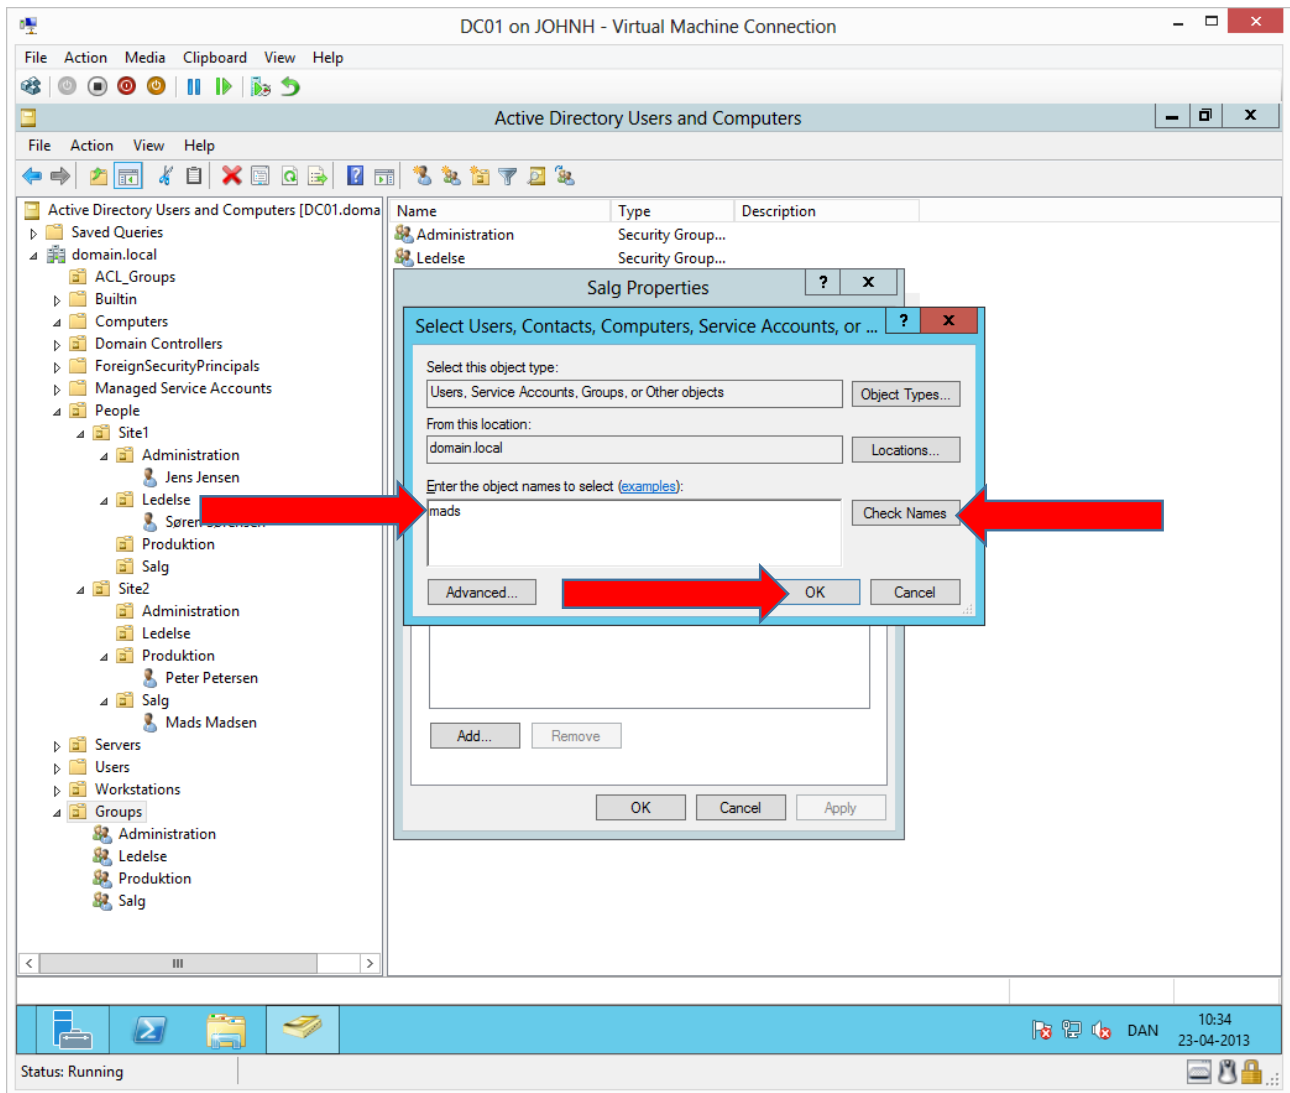 DC01 on JOHNH - Virtual Machine Connection
File Action Media Clipboard View Help
Active Directory Users and Computers
File Action View Help
Active Directory Users and Computers [DC01.doma
Saved Queries
domain.local
ACL_Groups
Builtin
Computers
Domain Controllers
ForeignSecurityPrincipals
Managed Service Accounts
People
Site1
Administration
Jens Jensen
Ledelse
Søren Sørensen
Produktion
Salg
Site2
Administration
Ledelse
Produktion
Peter Petersen
Salg
Mads Madsen
Servers
Users
Workstations
Groups
Administration
Ledelse
Produktion
Salg
Name Type Description
Administration Security Group...
Ledelse Security Group...
Salg Properties ? x
Select Users, Contacts, Computers, Service Accounts, or ... ? x
Select this object type:
Users, Service Accounts, Groups, or Other objects Object Types...
From this location:
domain.local Locations...
Enter the object names to select (examples):
mads Check Names
Advanced... OK Cancel
Add... Remove
OK Cancel Apply
DAN 10:34
23-04-2013
Status: Running